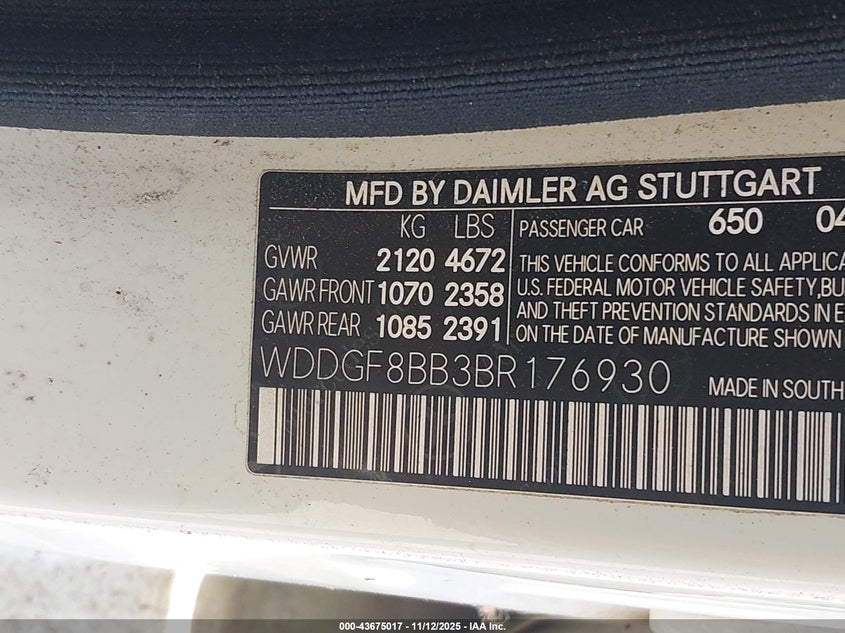 MFD BY DAIMLER AG STUTTGART
KG LBS
GVWR 2120 4672
GAWR FRONT 1070 2358
GAWR REAR 1085 2391
PASSENGER CAR 650 04
THIS VEHICLE CONFORMS TO ALL APPLICA
U.S. FEDERAL MOTOR VEHICLE SAFETY, BU
AND THEFT PREVENTION STANDARDS IN E
ON THE DATE OF MANUFACTURE SHOWN
WDDGF8BB3BR176930
MADE IN SOUTH
000-43675017 - 11/12/2025 - IAA Inc.